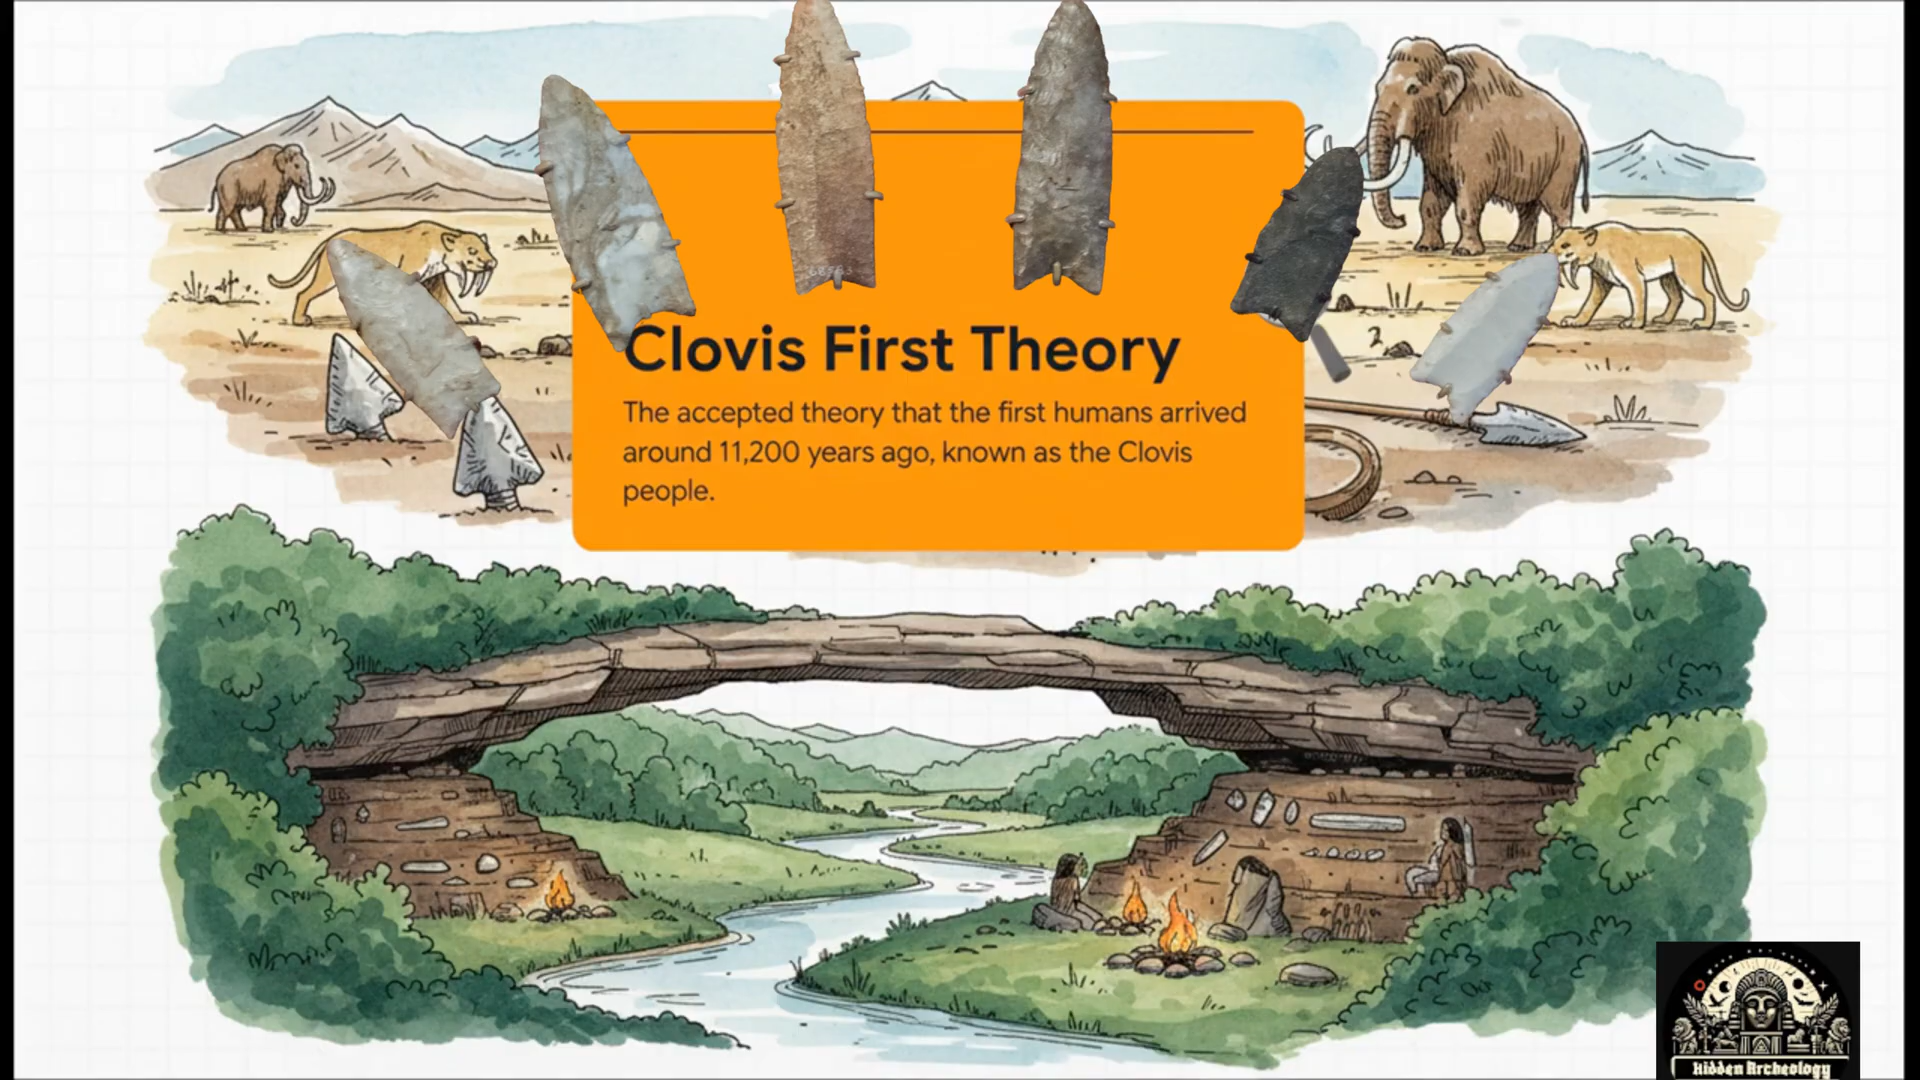 Clovis First Theory
The accepted theory that the first humans arrived
around 11,200 years ago, known as the Clovis
people.
Hidden Archeology